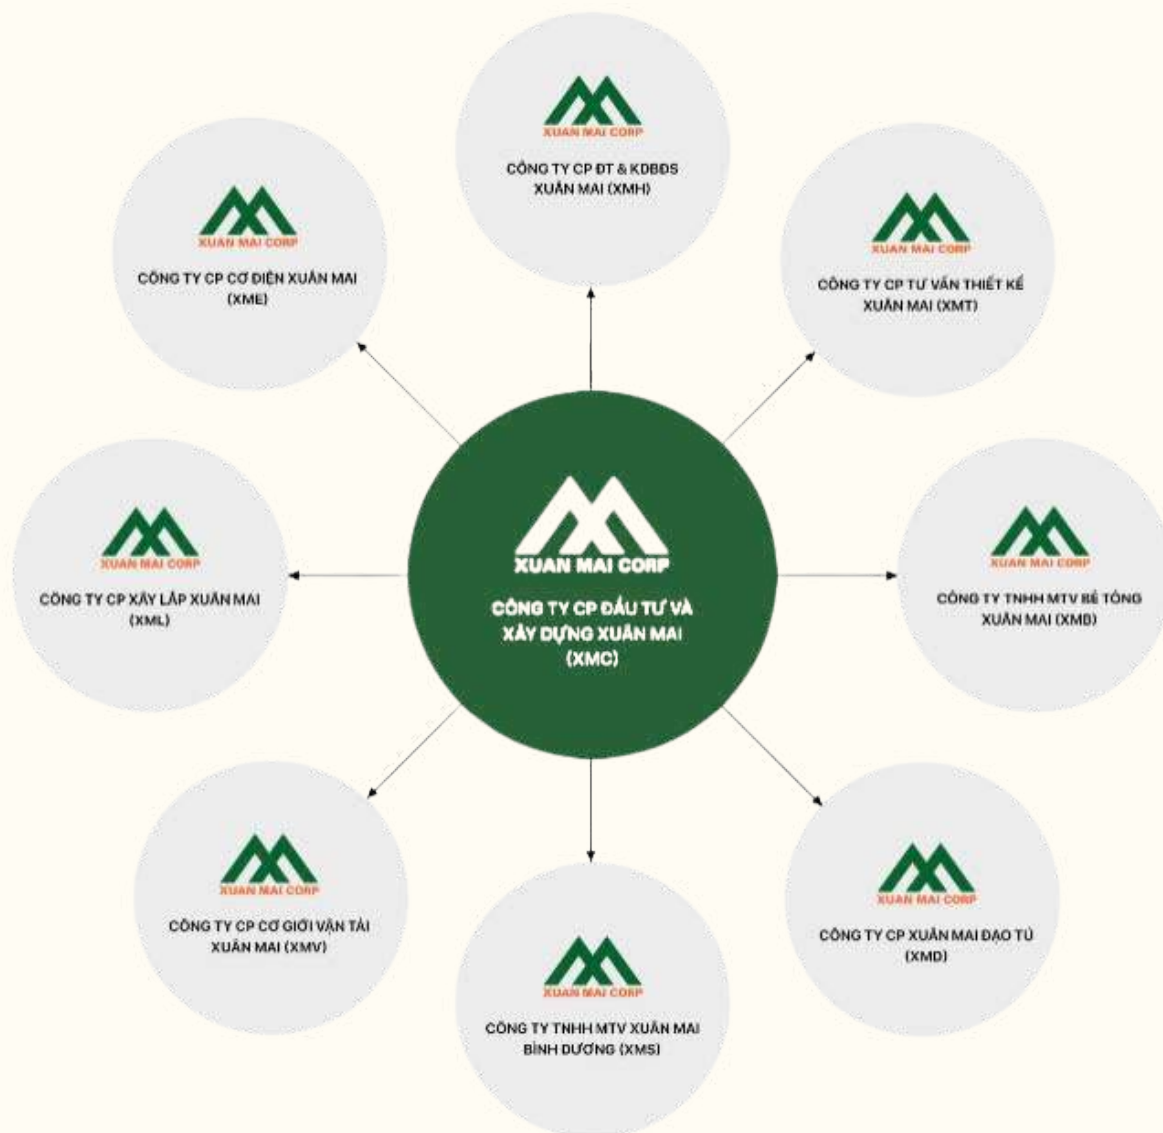 XUAN MAI CORP
CÔNG TY CP ĐT & KDBĐS
XUÂN MAI (XMH)
XUAN MAI CORP
CÔNG TY CP CƠ ĐIỆN XUÂN MAI
(XME)
XUAN MAI CORP
CÔNG TY CP TƯ VẤN THIẾT KẾ
XUÂN MAI (XMT)
XUAN MAI CORP
CÔNG TY CP XÂY LẮP XUÂN MAI
(XML)
XUAN MAI CORP
CÔNG TY CP ĐẦU TƯ VÀ
XÂY DỰNG XUÂN MAI
(XMC)
XUAN MAI CORP
CÔNG TY TNHH MTV BÊ TÔNG
XUÂN MAI (XMB)
XUAN MAI CORP
CÔNG TY CP CƠ GIỚI VẬN TẢI
XUÂN MAI (XMV)
XUAN MAI CORP
CÔNG TY CP XUÂN MAI ĐẠO TÚ
(XMD)
XUAN MAI CORP
CÔNG TY TNHH MTV XUÂN MAI
BÌNH DƯƠNG (XMS)